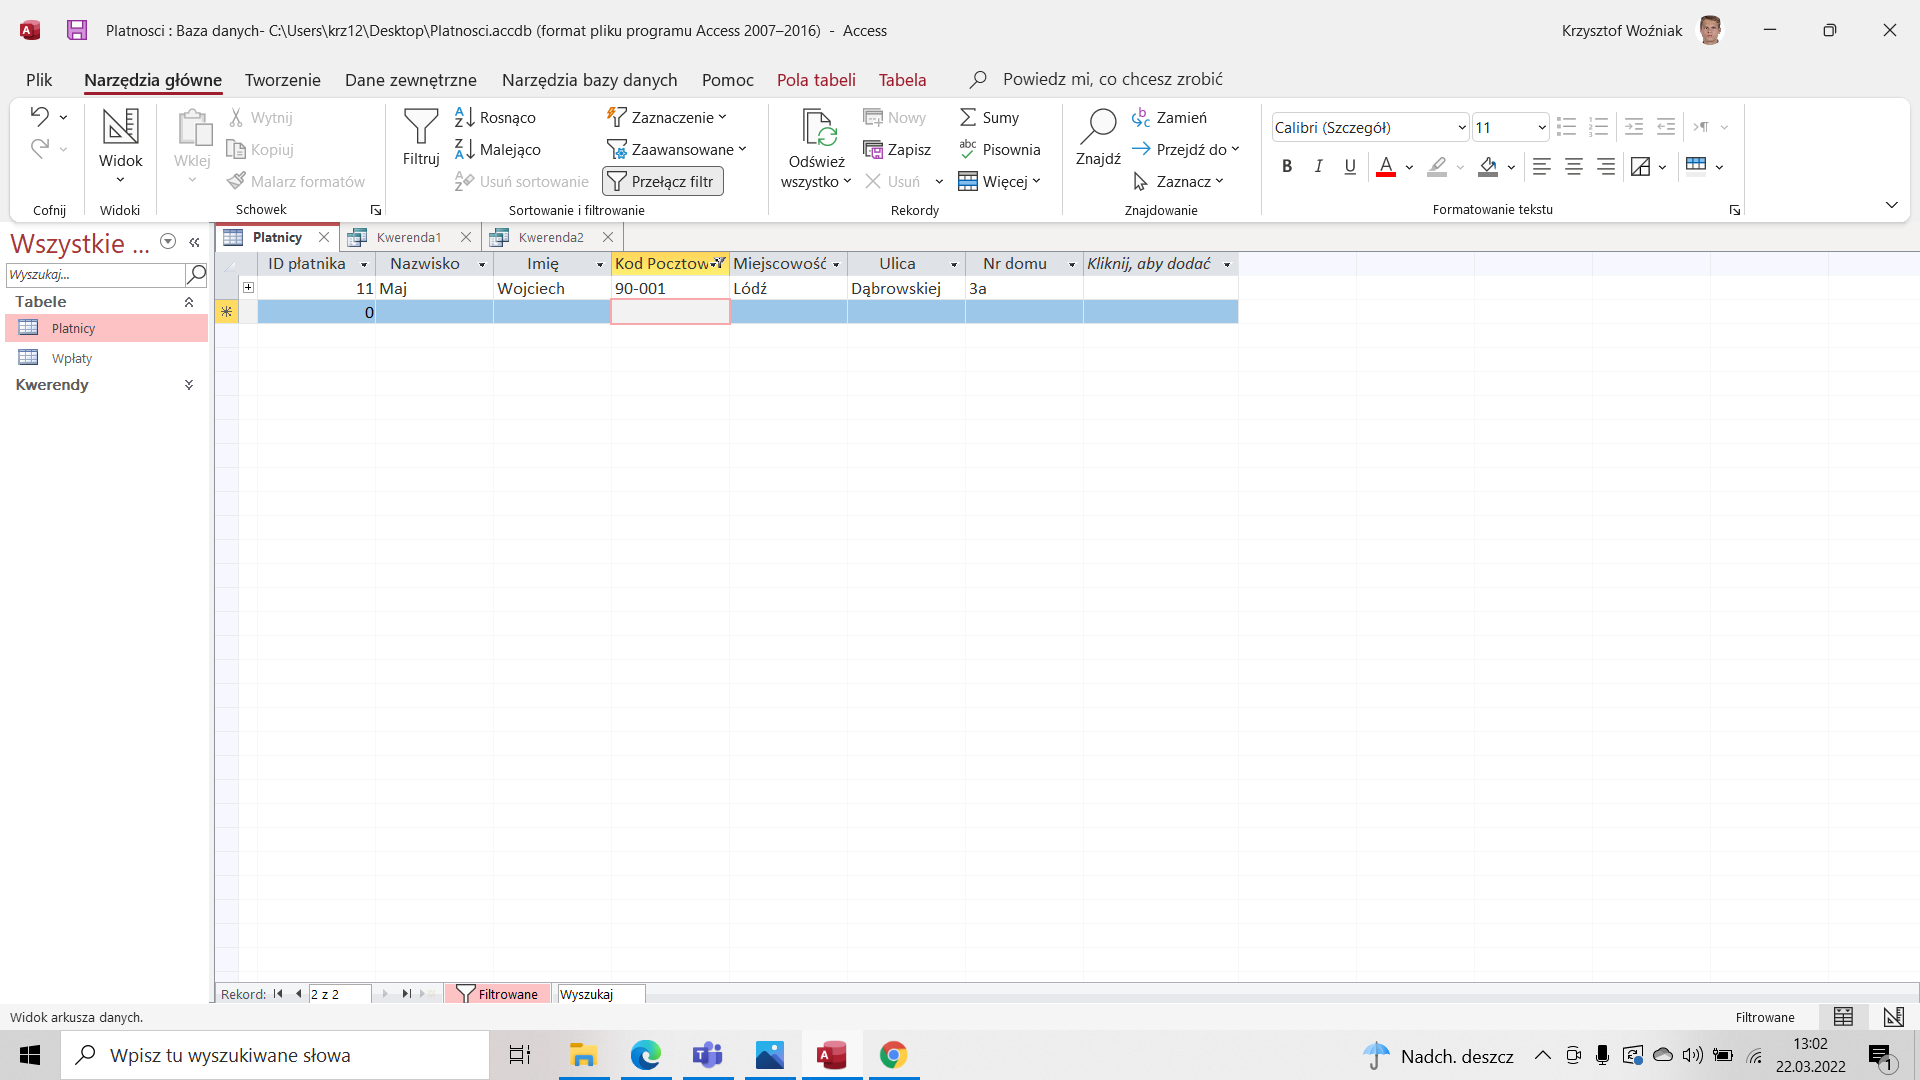 Platnosci : Baza danych- C:\Users\krz12\Desktop\Platnosci.accdb (format pliku programu Access 2007–2016) - Access
Krzysztof Woźniak
Plik Narzędzia główne Tworzenie Dane zewnętrzne Narzędzia bazy danych Pomoc Pola tabeli Tabela Powiedz mi, co chcesz zrobić
Cofnij
Widok
Widoki
Wklej
Wytnij
Kopiuj
Malarz formatów
Schowek
Filtruj
Rosnąco
Malejąco
Usuń sortowanie
Zaznaczenie
Zaawansowane
Przełącz filtr
Sortowanie i filtrowanie
Odśwież
wszystko
Nowy
Zapisz
Usuń
Sumy
Pisownia
Więcej
Rekordy
Znajdź
Zamień
Przejdź do
Zaznacz
Znajdowanie
Calibri (Szczegół) 11
B I U A
Formatowanie tekstu
Wszystkie ...
Wyszukaj...
Tabele
Platnicy
Wpłaty
Kwerendy
Platnicy Kwerenda1 Kwerenda2
ID płatnika Nazwisko Imię Kod Pocztow Miejscowość Ulica Nr domu Kliknij, aby dodać
11 Maj Wojciech 90-001 Lódź Dąbrowskiej 3a
0
Rekord: 2 z 2 Filtrowane Wyszukaj
Widok arkusza danych.
Filtrowane
Wpisz tu wyszukiwane słowa
Nadch. deszcz
13:02
22.03.2022
1